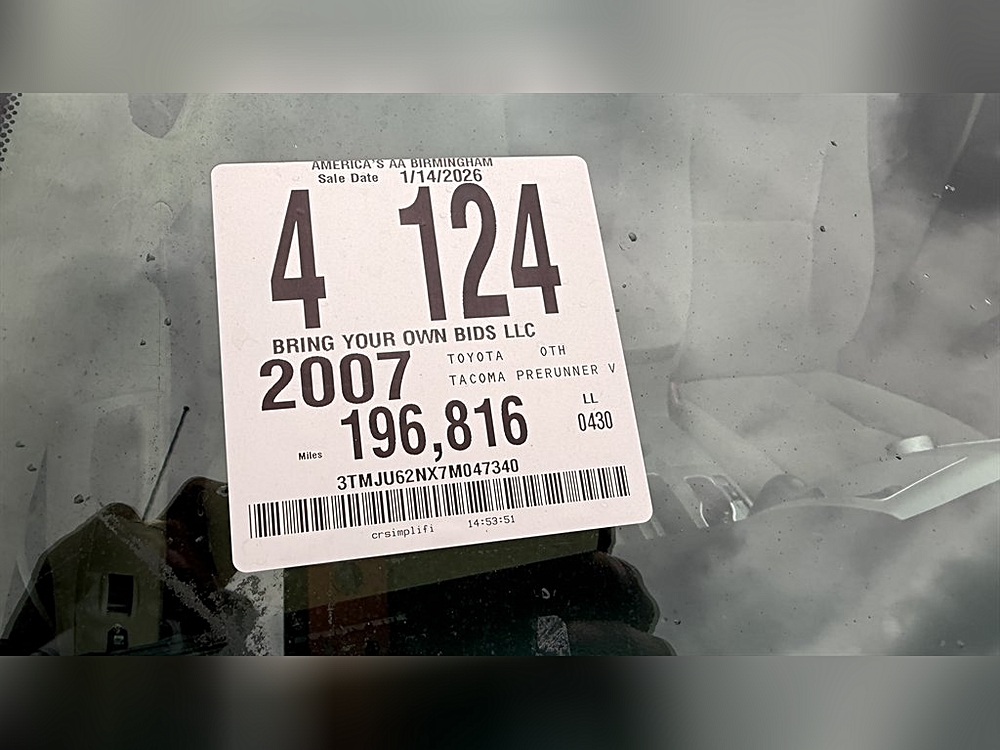 AMERICA'S AA BIRMINGHAM
Sale Date 1/14/2026
4 124
BRING YOUR OWN BIDS LLC
2007 TOYOTA OTH
TACOMA PRERUNNER V
Miles 196,816 LL
0430
3TMJU62NX7M047340
crsimplifi 14:53:51